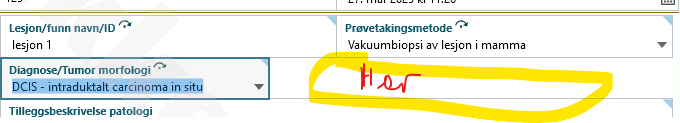 Lesjon/funn navn/ID
Prøvetakingsmetode
lesjon 1
Vakuumbiopsi av lesjon i mamma
Diagnose/Tumor morfologi
Her
DCIS - intraduktalt carcinoma in situ
Tilleggsbeskrivelse patologi